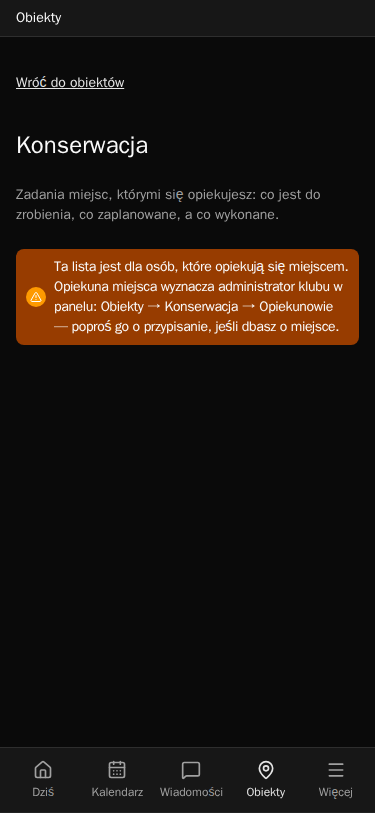 Obiekty
Wróć do obiektów
Konserwacja
Zadania miejsc, którymi się opiekujesz: co jest do
zrobienia, co zaplanowane, a co wykonane.
Ta lista jest dla osób, które opiekują się miejscem.
Opiekuna miejsca wyznacza administrator klubu w
panelu: Obiekty → Konserwacja → Opiekunowie
— poproś go o przypisanie, jeśli dbasz o miejsce.
Dziś
Kalendarz
Wiadomości
Obiekty
Więcej